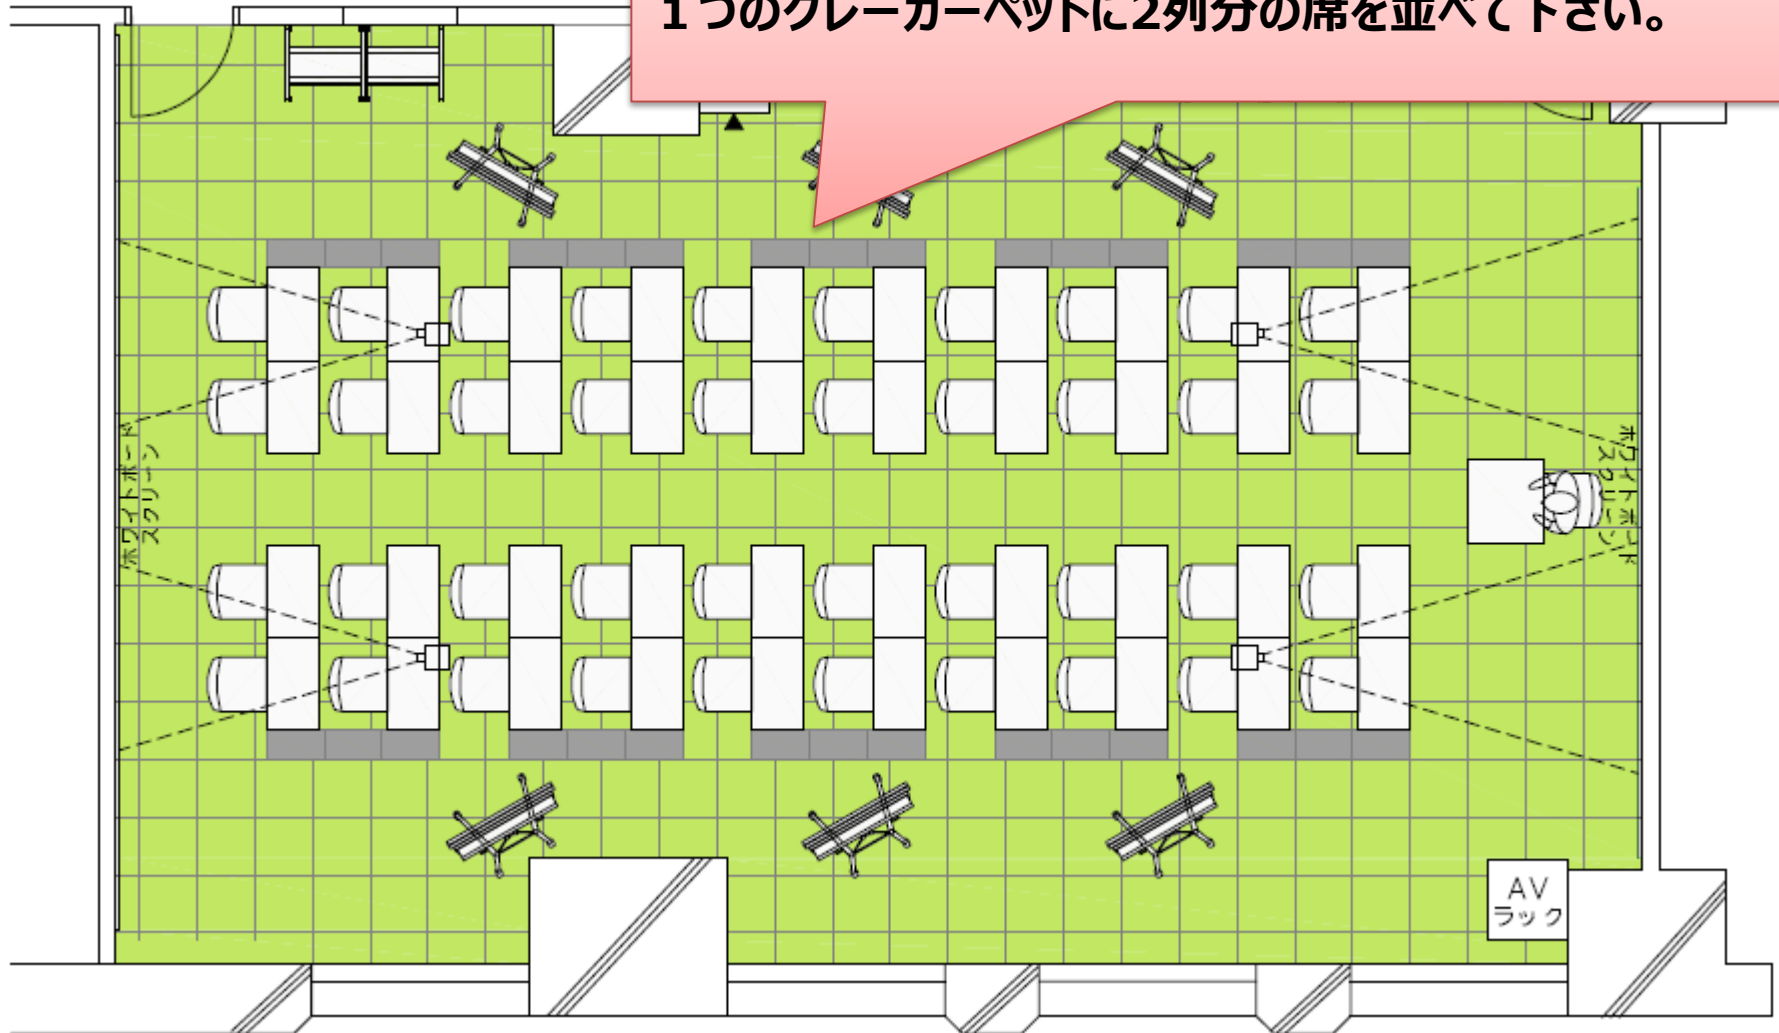 1つのグレーカーペットに2列分の席を並べて下さい。
ホワイトボード
スクリーン
ホワイトボード
スクリーン
AV
ラック